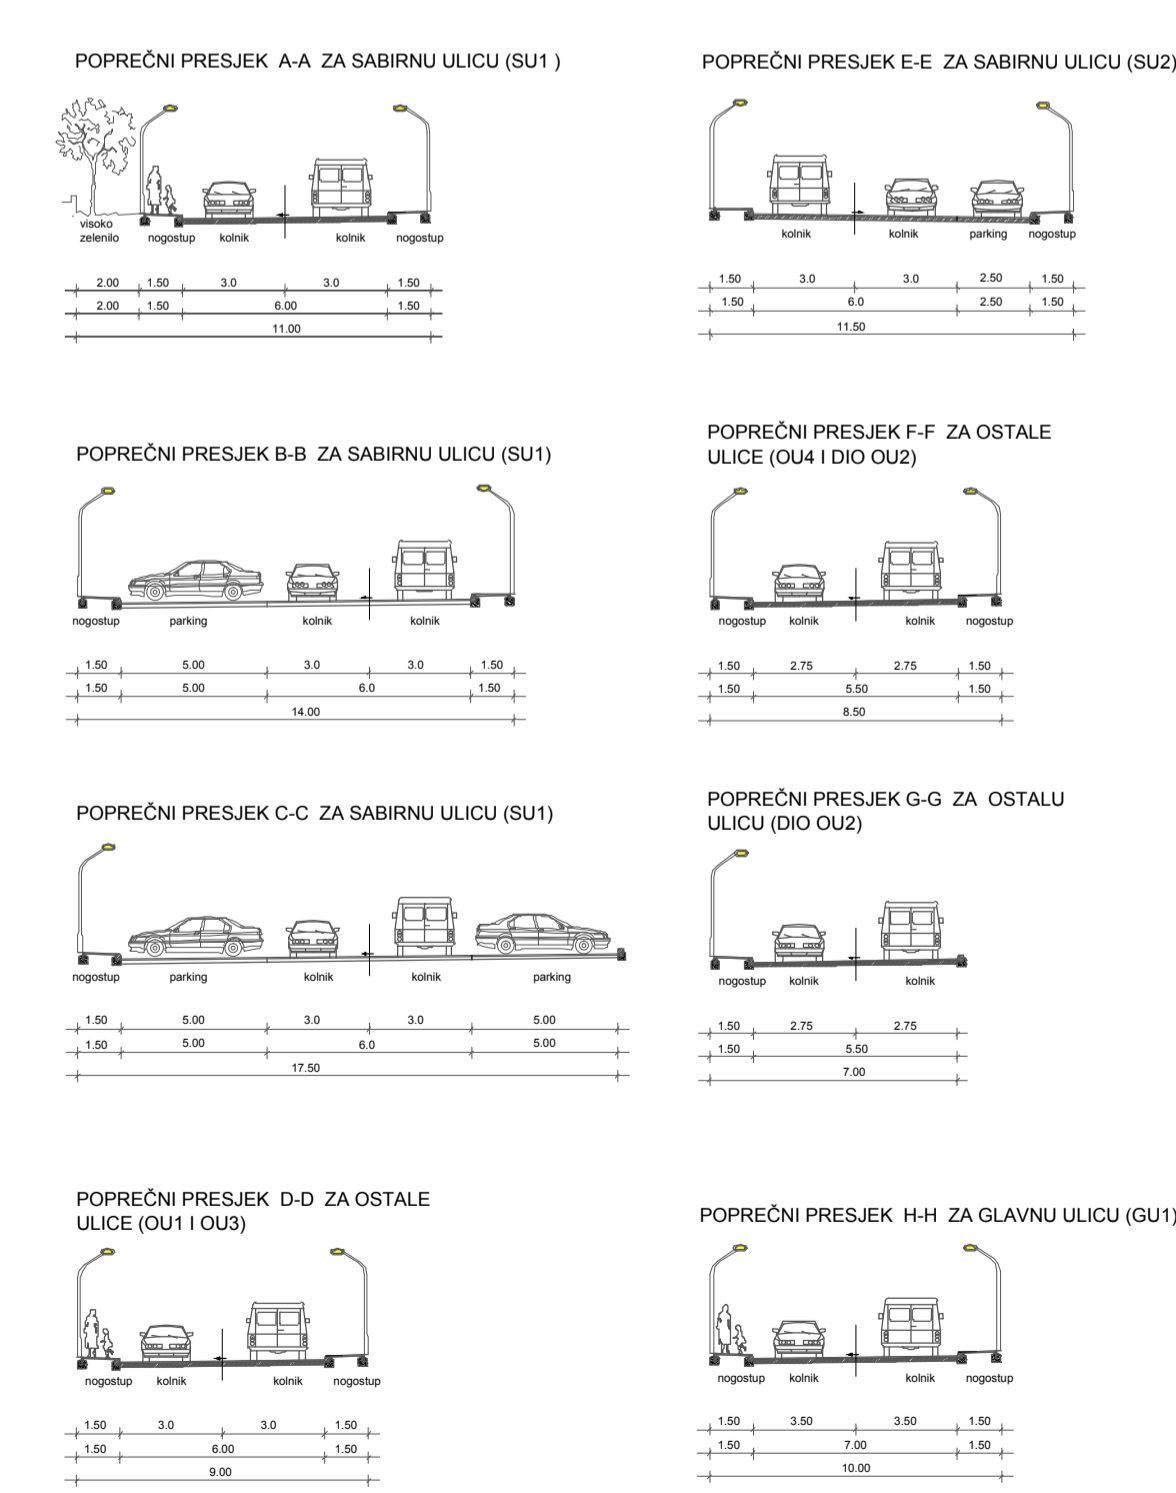 POPREČNI PRESJEK A-A ZA SABIRNU ULICU (SU1 )
visoko
zelenilo
nogostup kolnik kolnik nogostup
2.00 1.50 3.0 3.0 1.50
2.00 1.50 6.00 1.50
11.00
POPREČNI PRESJEK E-E ZA SABIRNU ULICU (SU2)
kolnik kolnik parking nogostup
1.50 3.0 3.0 2.50 1.50
1.50 6.0 2.50 1.50
11.50
POPREČNI PRESJEK B-B ZA SABIRNU ULICU (SU1)
nogostup parking kolnik kolnik
1.50 5.00 3.0 3.0 1.50
1.50 5.00 6.0 1.50
14.00
POPREČNI PRESJEK F-F ZA OSTALE
ULICE (OU4 I DIO OU2)
nogostup kolnik kolnik nogostup
1.50 2.75 2.75 1.50
1.50 5.50 1.50
8.50
POPREČNI PRESJEK C-C ZA SABIRNU ULICU (SU1)
nogostup parking kolnik kolnik parking
1.50 5.00 3.0 3.0 5.00
1.50 5.00 6.0 5.00
17.50
POPREČNI PRESJEK G-G ZA OSTALU
ULICU (DIO OU2)
nogostup kolnik kolnik
1.50 2.75 2.75
1.50 5.50
7.00
POPREČNI PRESJEK D-D ZA OSTALE
ULICE (OU1 I OU3)
nogostup kolnik kolnik nogostup
1.50 3.0 3.0 1.50
1.50 6.00 1.50
9.00
POPREČNI PRESJEK H-H ZA GLAVNU ULICU (GU1)
nogostup kolnik kolnik nogostup
1.50 3.50 3.50 1.50
1.50 7.00 1.50
10.00